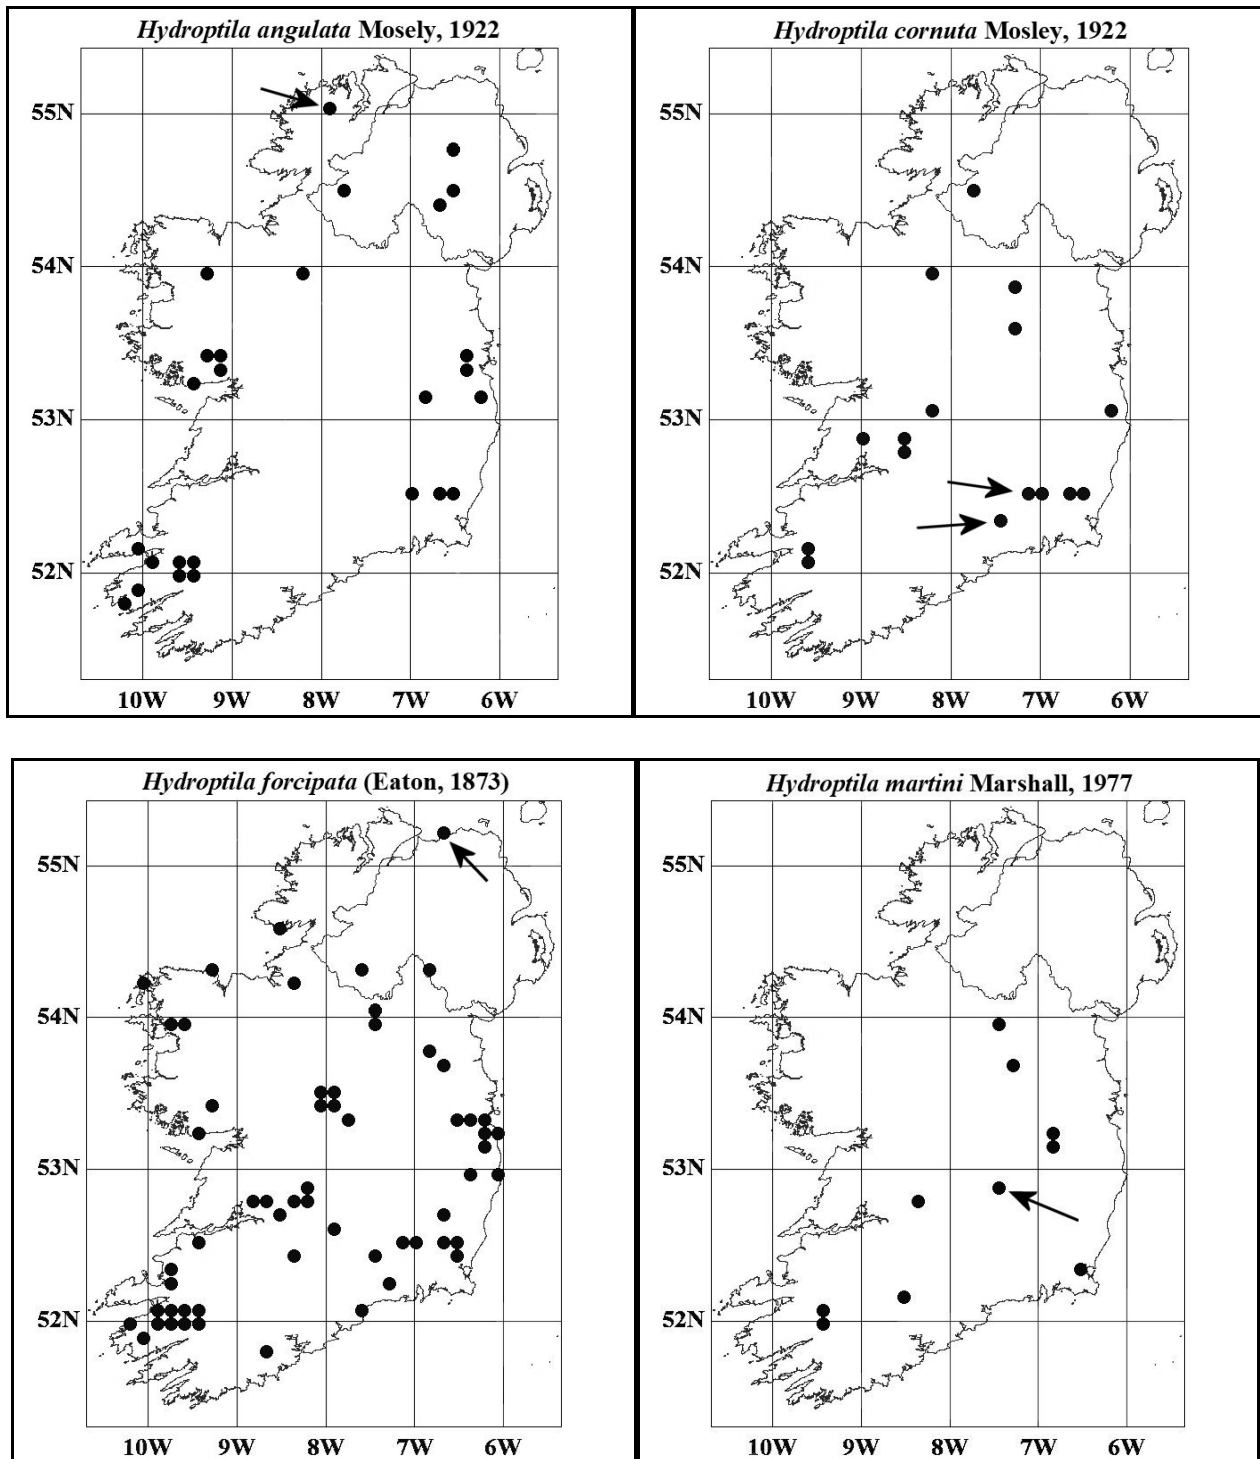 Hydroptila angulata Mosely, 1922
55N
54N
53N
52N
10W 9W 8W 7W 6W
Hydroptila cornuta Mosley, 1922
55N
54N
53N
52N
10W 9W 8W 7W 6W
Hydroptila forcipata (Eaton, 1873)
55N
54N
53N
52N
10W 9W 8W 7W 6W
Hydroptila martini Marshall, 1977
55N
54N
53N
52N
10W 9W 8W 7W 6W